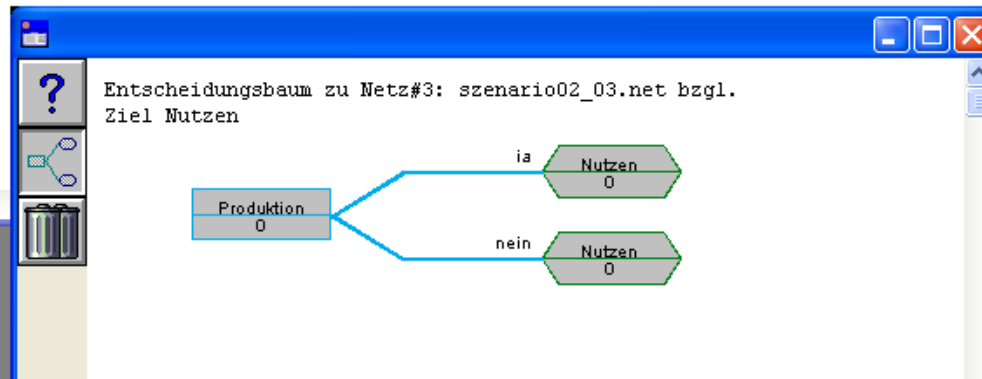 ?
Entscheidungsbaum zu Netz#3: szenario02_03.net bzgl.
Ziel Nutzen
ja
Nutzen
0
Produktion
0
nein
Nutzen
0